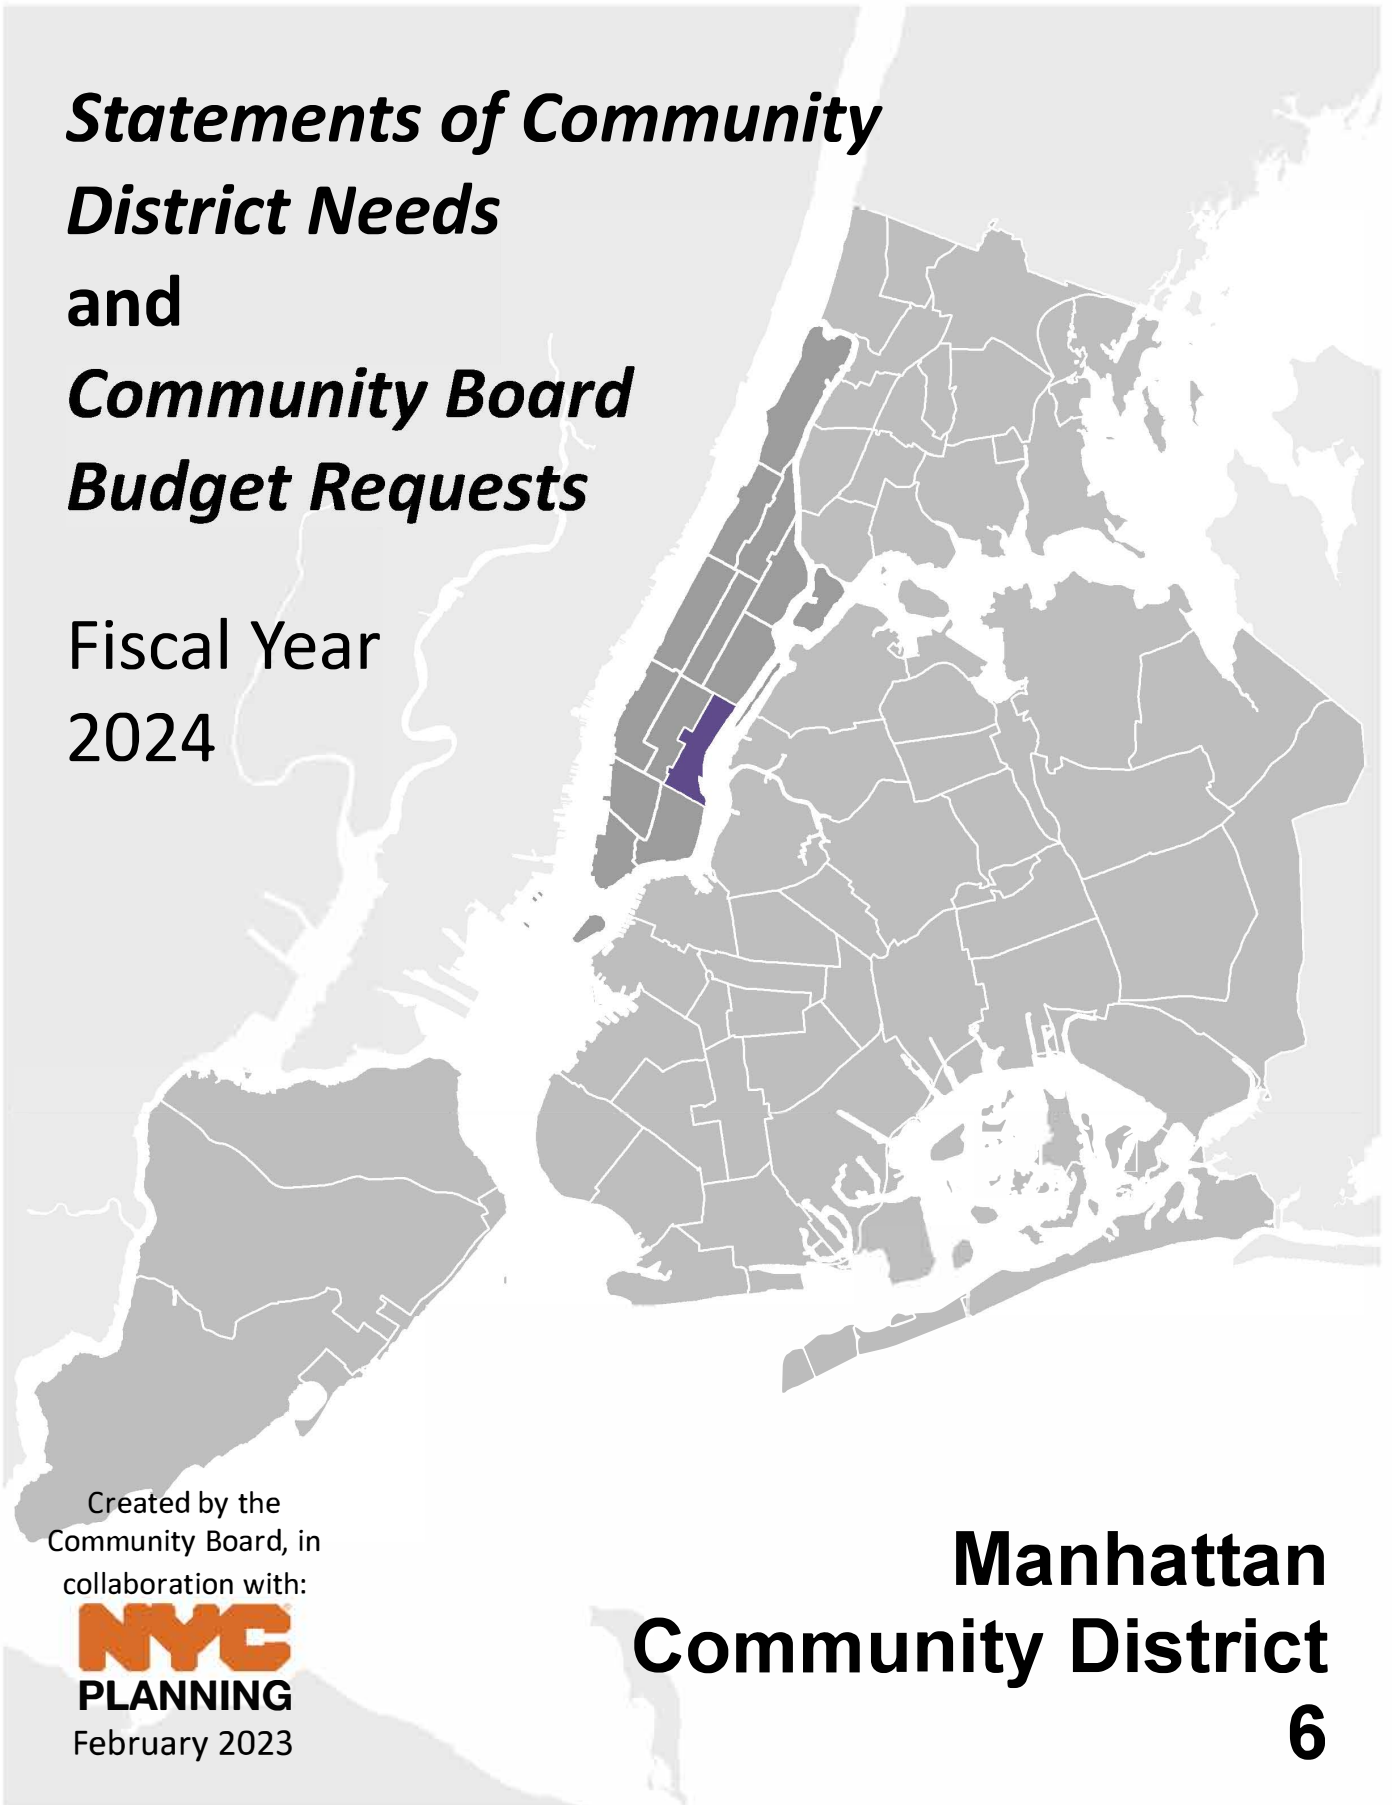 Statements of Community
District Needs
and
Community Board
Budget Requests
Fiscal Year
2024
Created by the
Community Board, in
collaboration with:
NYC
PLANNING
February 2023
Manhattan
Community District
6